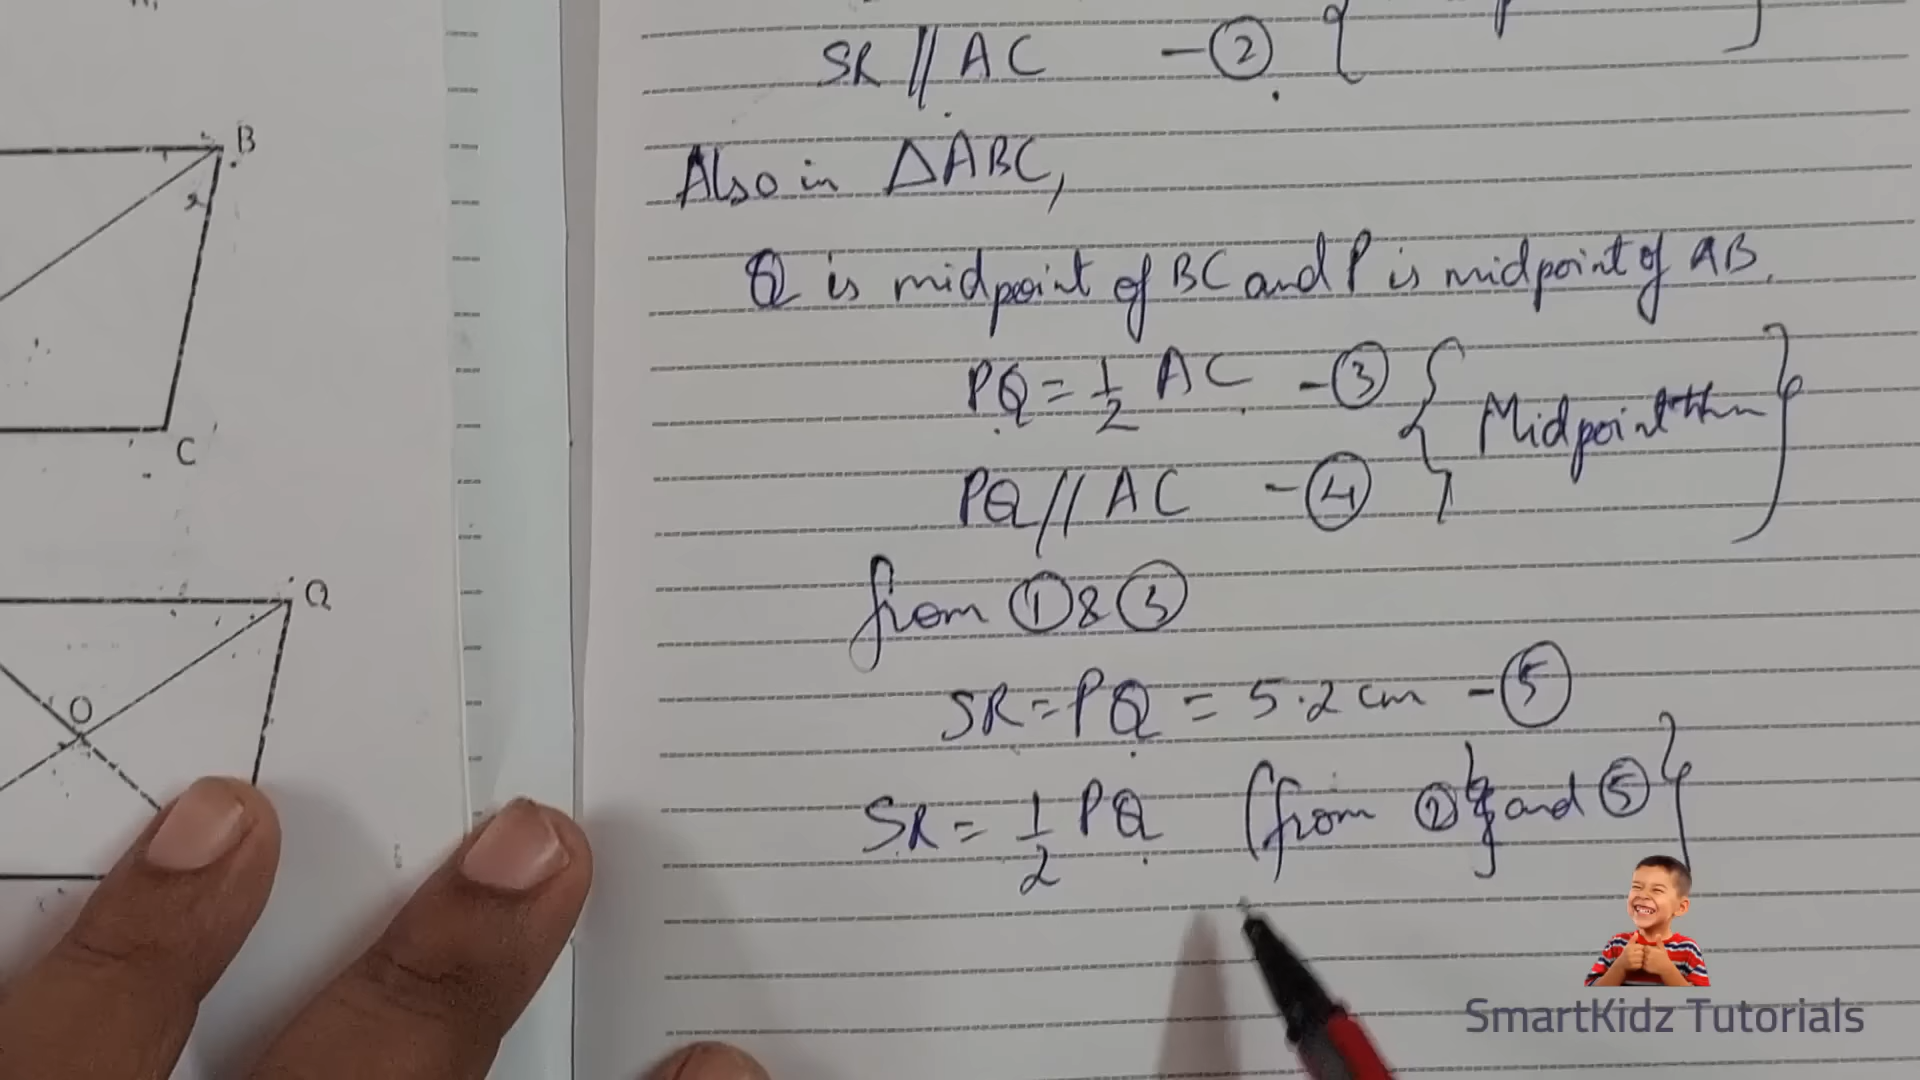 SR // AC - ②
Also in △ABC,
Q is midpoint of BC and P is midpoint of AB.
PQ = 1/2 AC - ③ { Midpoint thm }
PQ // AC - ④
from ① & ③
SR = PQ = 5.2 cm - ⑤
SR = 1/2 PQ {from ② and ⑤}
B
C
Q
O
SmartKidz Tutorials